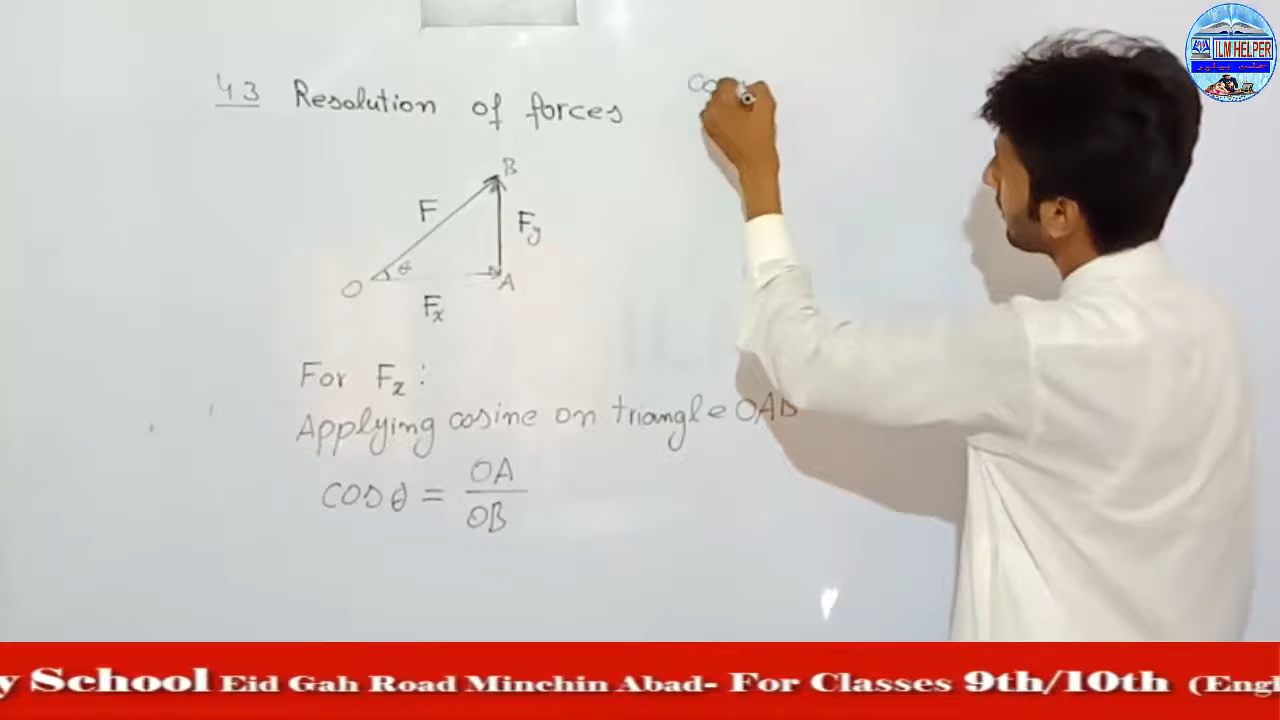 4.3 Resolution of forces
B
F
Fy
θ
O
A
Fx
For Fx :
Applying cosine on triangle OAB
cosθ = OA
OB
ILM HELPER
y School Eid Gah Road Minchin Abad- For Classes 9th/10th (Engl